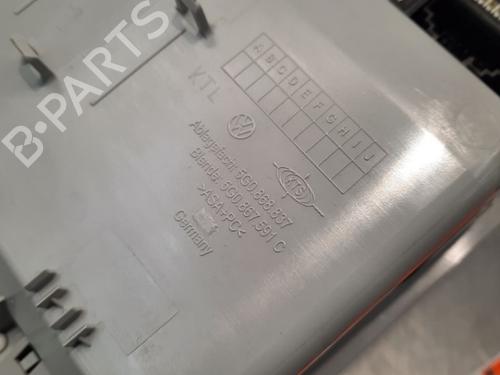 B-PARTS
KTL
A B C D E F G H I J
KTS
Ablagefach: 5G0.868.837
Blende: 5G0.867.591 C
>ASA+PC<
Germany